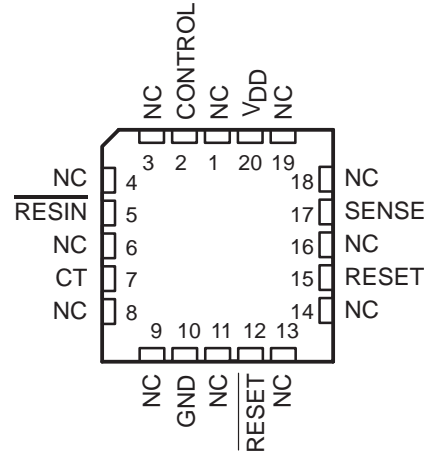 NC
CONTROL
NC
VDD
NC
3 2 1 20 19
NC 4
RESIN 5
NC 6
CT 7
NC 8
18 NC
17 SENSE
16 NC
15 RESET
14 NC
9 10 11 12 13
NC
GND
NC
RESET
NC